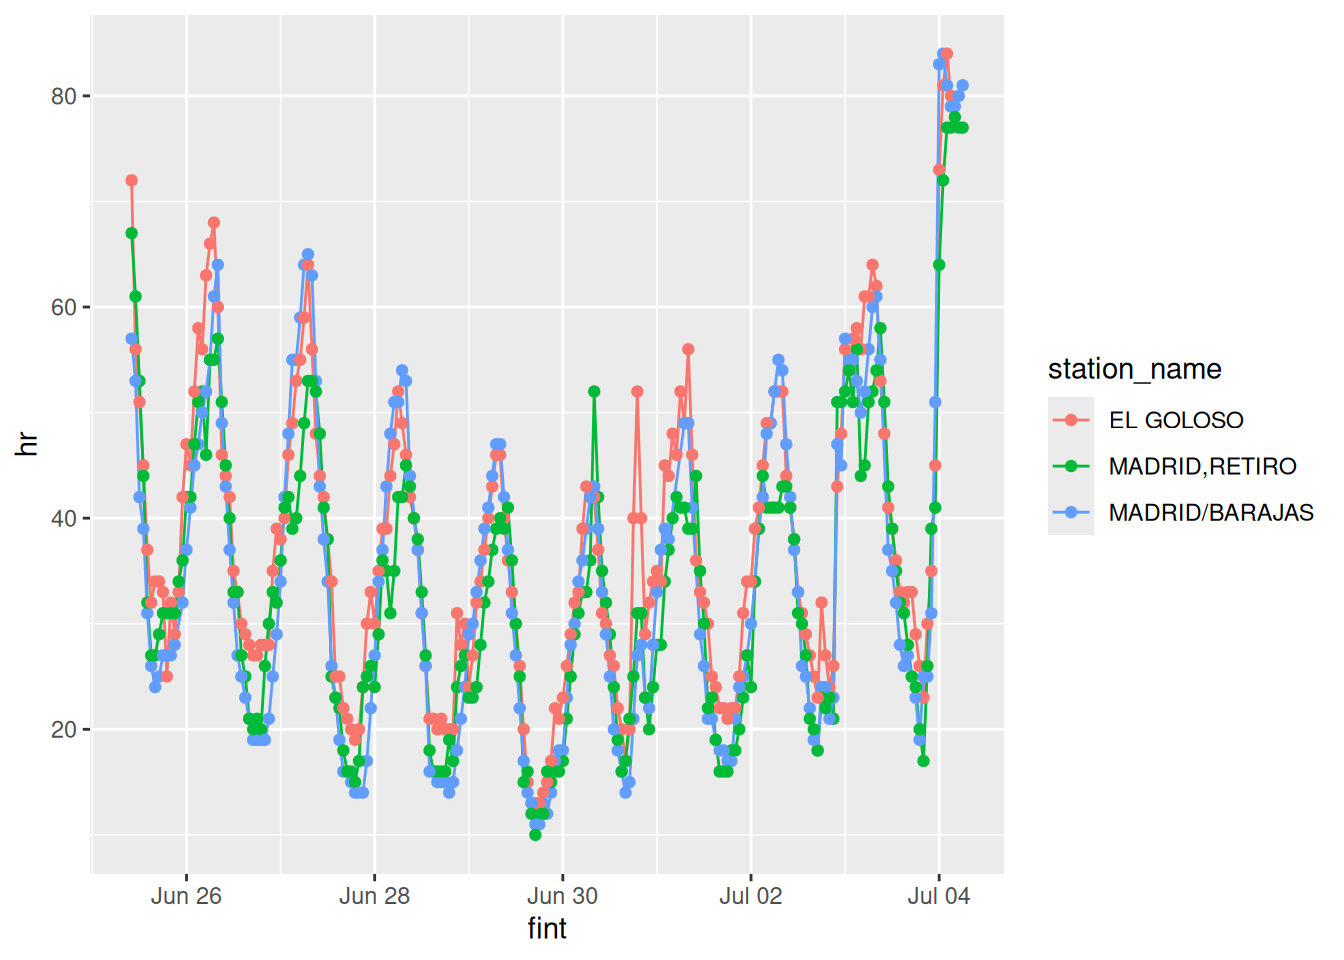 80
60
40
20
hr
Jun 26 Jun 28 Jun 30 Jul 02 Jul 04
fint
station_name
EL GOLOSO
MADRID,RETIRO
MADRID/BARAJAS